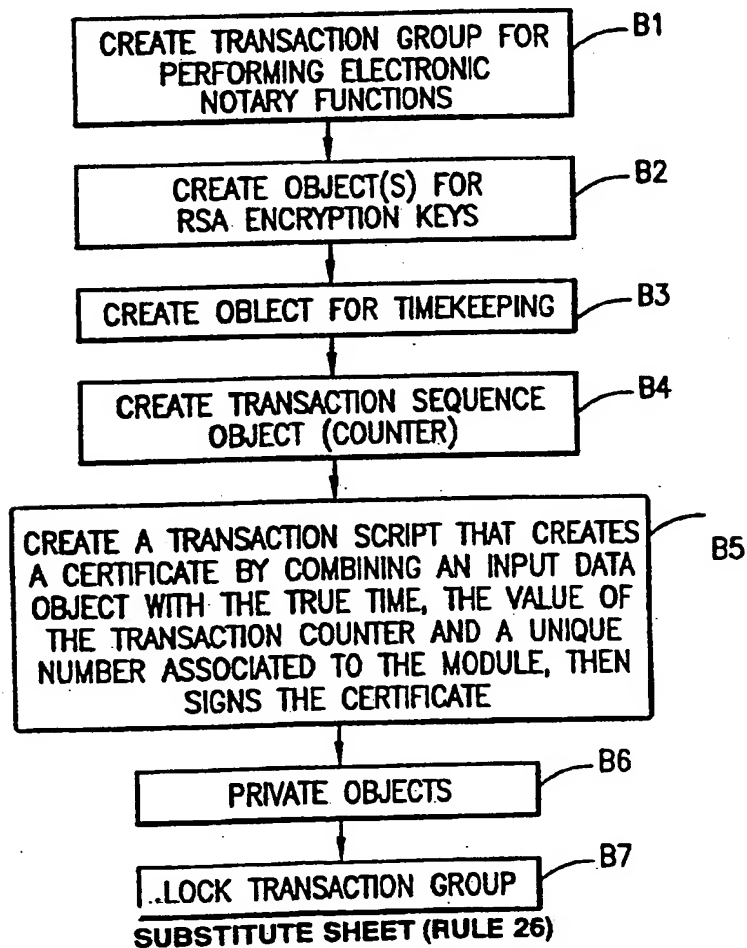 CREATE TRANSACTION GROUP FOR
PERFORMING ELECTRONIC
NOTARY FUNCTIONS
B1
CREATE OBJECT(S) FOR
RSA ENCRYPTION KEYS
B2
CREATE OBLECT FOR TIMEKEEPING
B3
CREATE TRANSACTION SEQUENCE
OBJECT (COUNTER)
B4
CREATE A TRANSACTION SCRIPT THAT CREATES
A CERTIFICATE BY COMBINING AN INPUT DATA
OBJECT WITH THE TRUE TIME, THE VALUE OF
THE TRANSACTION COUNTER AND A UNIQUE
NUMBER ASSOCIATED TO THE MODULE, THEN
SIGNS THE CERTIFICATE
B5
PRIVATE OBJECTS
B6
..LOCK TRANSACTION GROUP
B7
SUBSTITUTE SHEET (RULE 26)